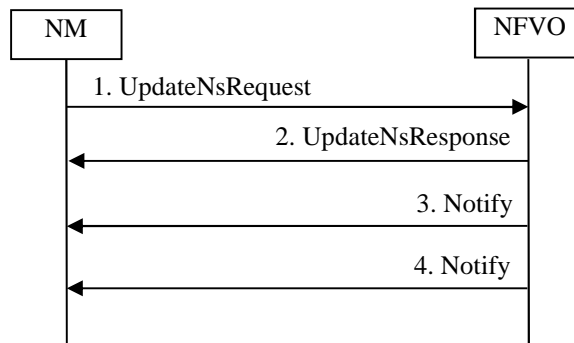 NM
NFVO
1. UpdateNsRequest
2. UpdateNsResponse
3. Notify
4. Notify